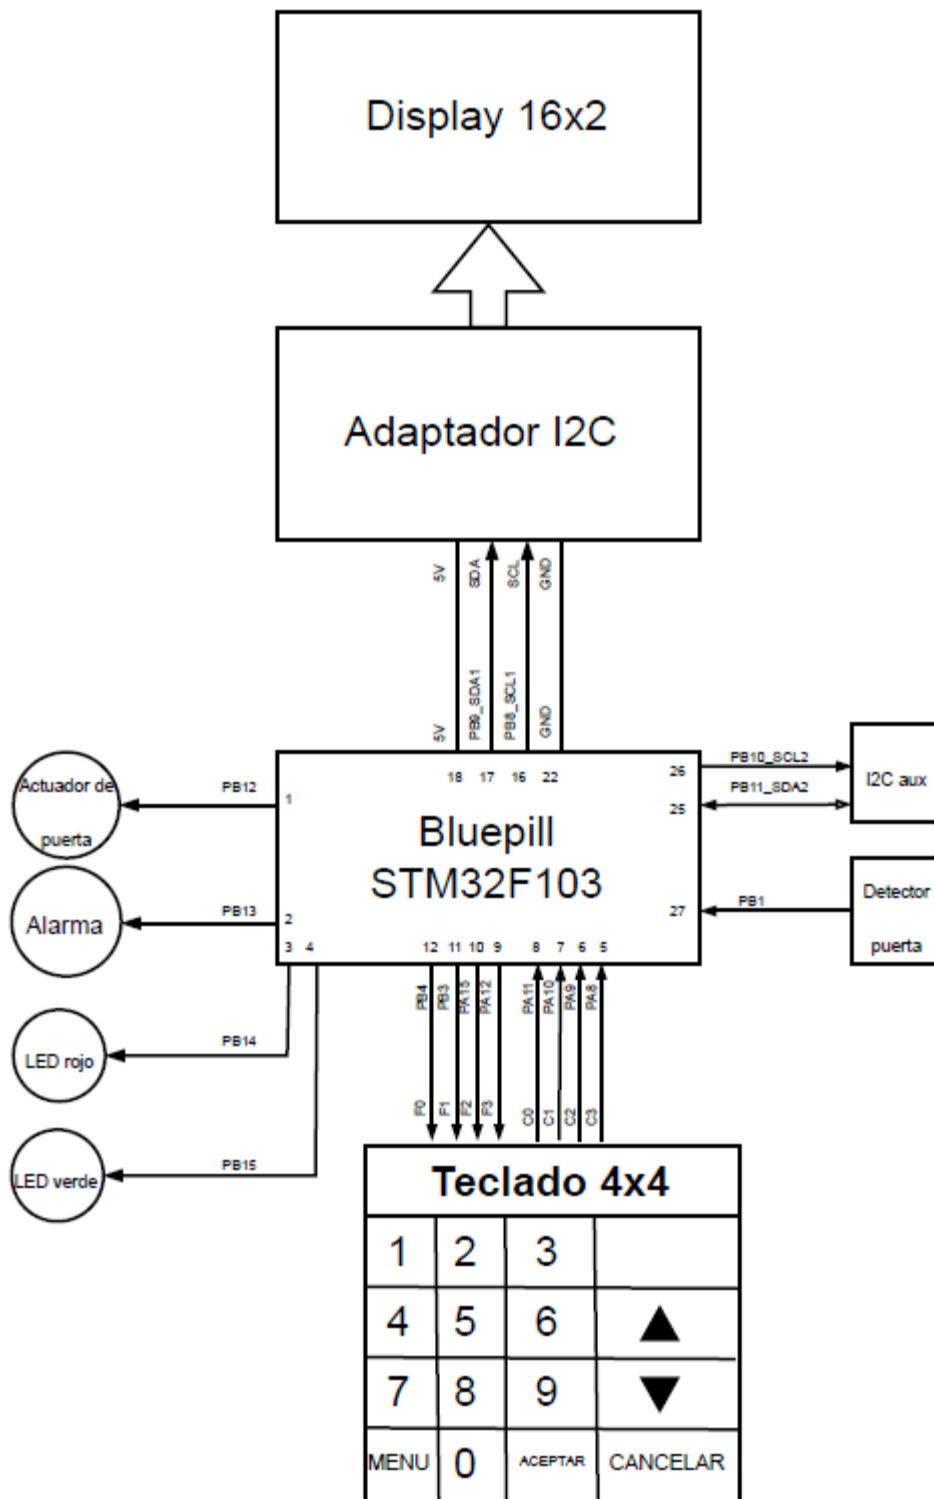 Display 16x2
Adaptador I2C
5V
SDA
SCL
GND
5V
PB9_SDA1
PB8_SCL1
GND
18 17 16 22
Bluepill
STM32F103
1
2
3 4
26
25
27
12 11 10 9 8 7 6 5
Actuador de
puerta
PB12
Alarma
PB13
LED rojo
PB14
LED verde
PB15
PB10_SCL2
PB11_SDA2
I2C aux
PB1
Detector
puerta
PB4
PB3
PA15
PA12
PA11
PA10
PA9
PA8
F0
F1
F2
F3
C0
C1
C2
C3
Teclado 4x4
1 2 3
4 5 6
7 8 9
MENU 0 ACEPTAR CANCELAR